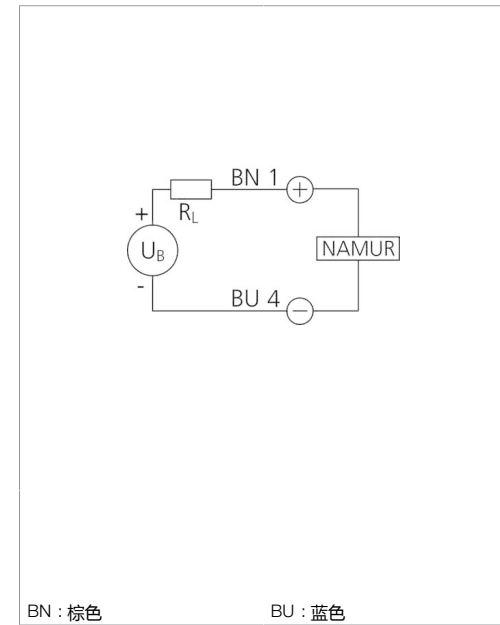 BN 1
+
+
R_L
U_B
NAMUR
-
BU 4
−
BN : 棕色 BU : 蓝色